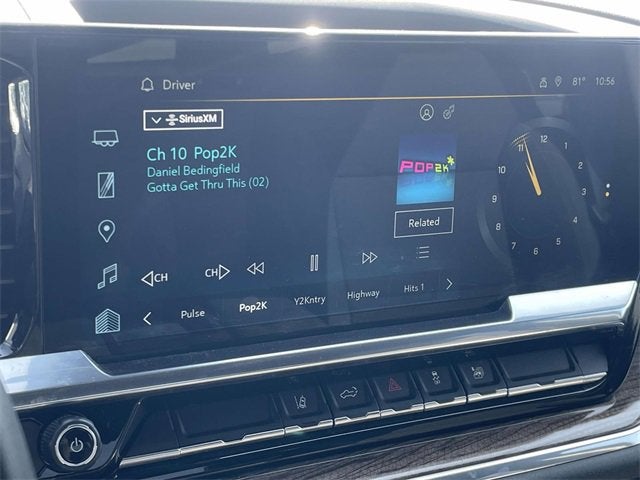 Driver
81° 10:56
SiriusXM
Ch 10 Pop2K
Daniel Bedingfield
Gotta Get Thru This (02)
POP2K*
Related
12
1
2
3
4
5
6
7
8
9
10
11
CH
CH
Pulse
Pop2K
Y2Kntry
Highway
Hits 1